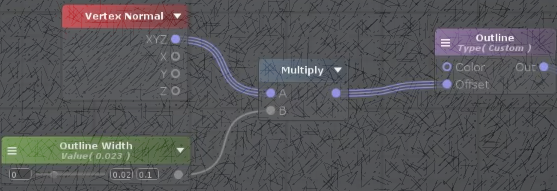 Vertex Normal
XYZ
X
Y
Z
Multiply
A
B
Outline
Type( Custom )
Color
Out
Offset
Outline Width
Value( 0.023 )
0
0.02
0.1